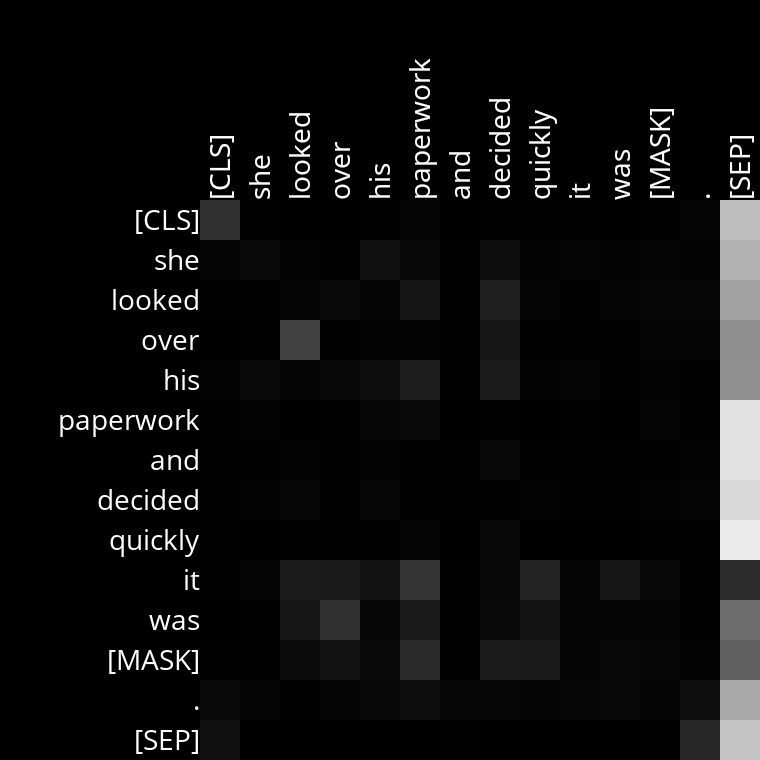 [CLS] she looked over his paperwork and decided quickly it was [MASK] . [SEP]
[CLS]
she
looked
over
his
paperwork
and
decided
quickly
it
was
[MASK]
.
[SEP]